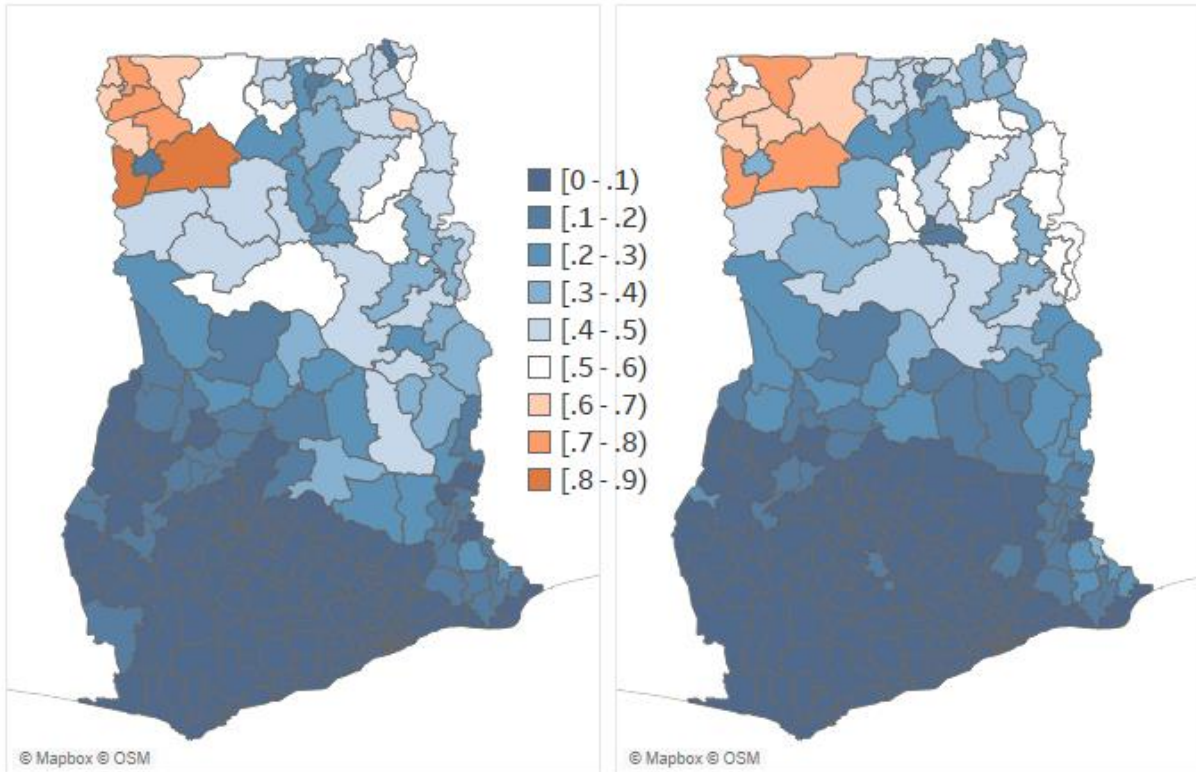 [0 - .1)
[.1 - .2)
[.2 - .3)
[.3 - .4)
[.4 - .5)
[.5 - .6)
[.6 - .7)
[.7 - .8)
[.8 - .9)
© Mapbox © OSM
© Mapbox © OSM